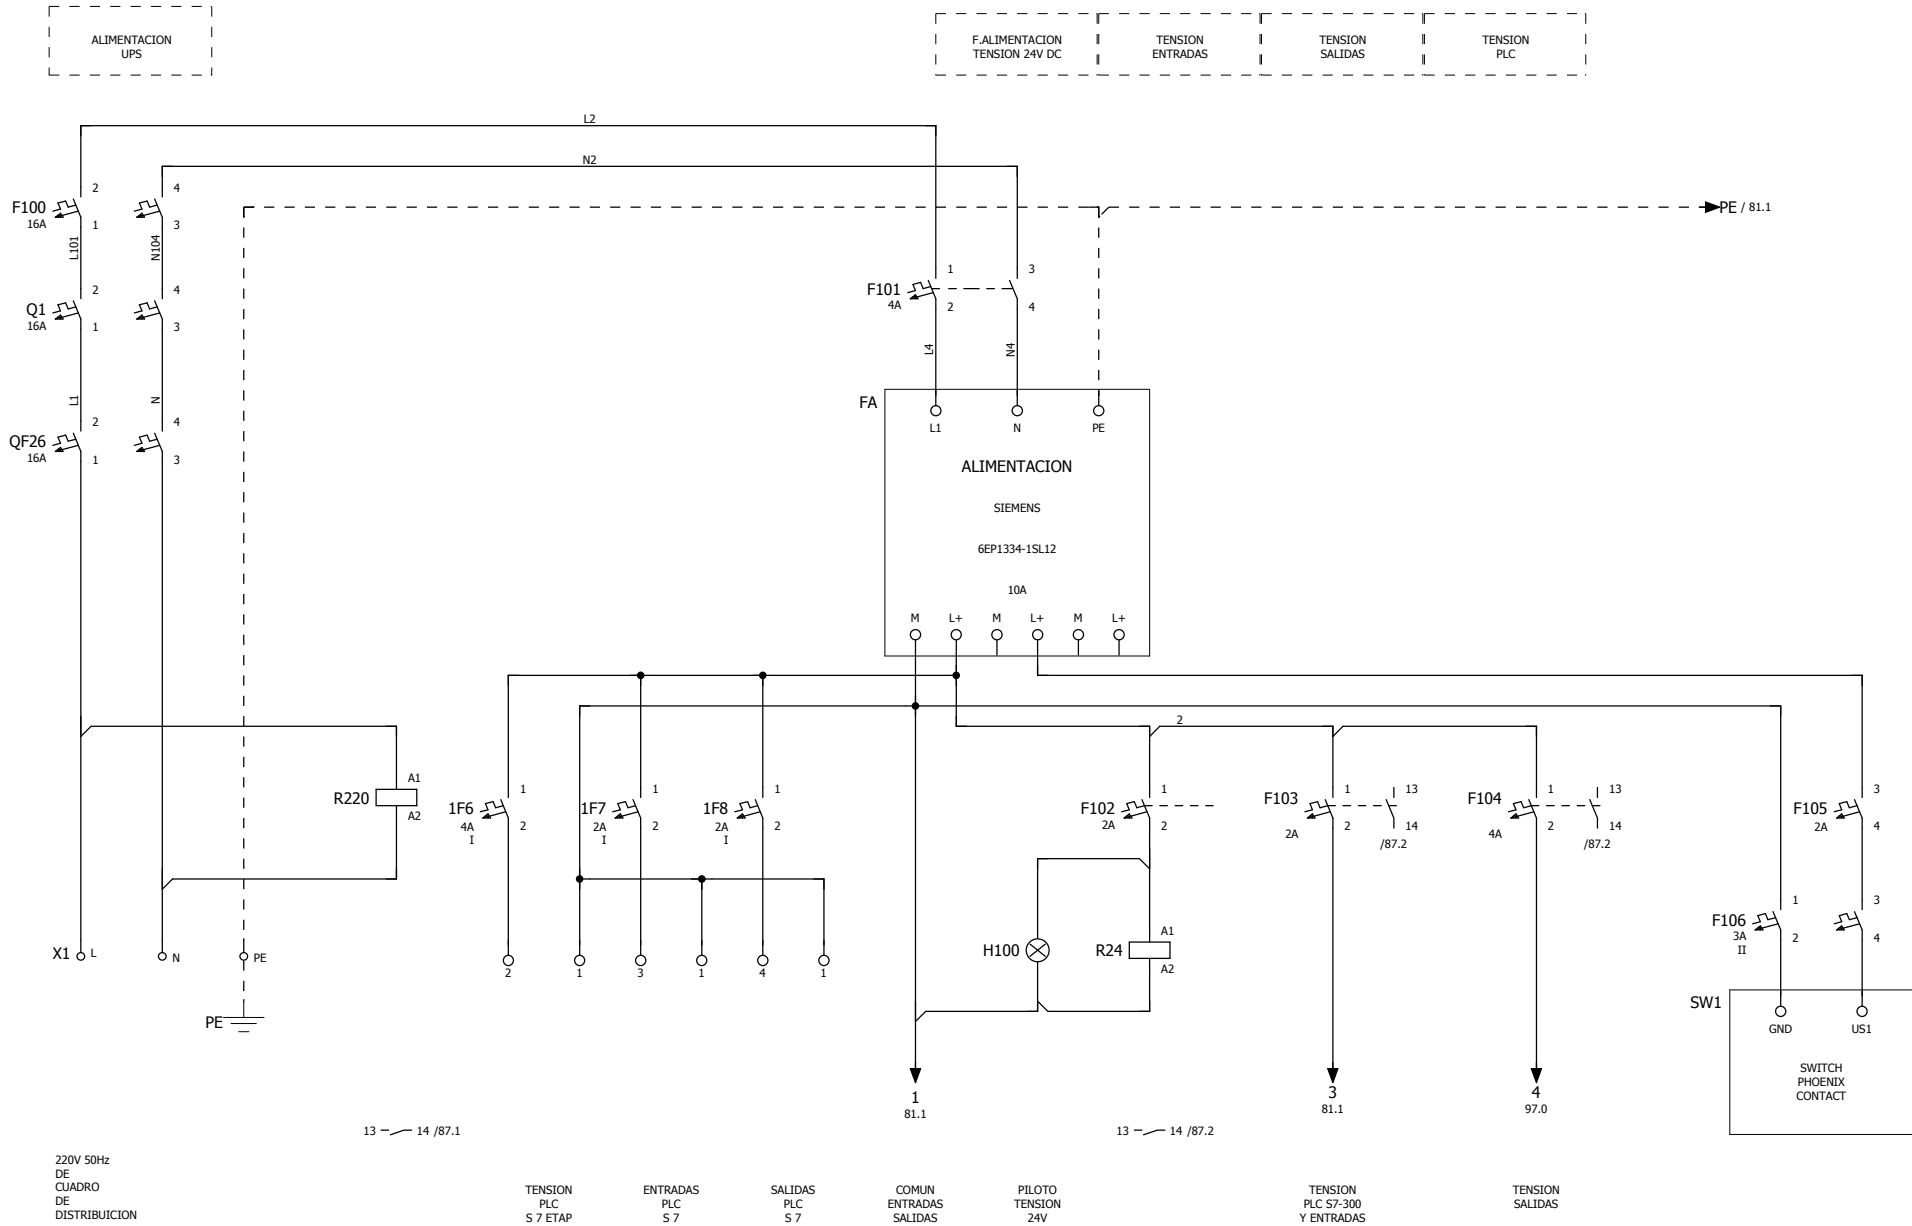 ALIMENTACION
UPS
F.ALIMENTACION
TENSION 24V DC
TENSION
ENTRADAS
TENSION
SALIDAS
TENSION
PLC
L2
N2
2
4
F100
16A
1
3
PE / 81.1
L101
N104
2
4
Q1
16A
1
3
1
3
F101
4A
2
4
L4
N4
L1
N
2
4
QF26
16A
1
3
FA
L1
N
PE
ALIMENTACION
SIEMENS
6EP1334-1SL12
10A
M
L+
M
L+
M
L+
2
R220
A1
A2
1F6
4A
I
1
2
1F7
2A
I
1
2
1F8
2A
I
1
2
F102
2A
1
2
F103
2A
1
2
13
14
/87.2
F104
4A
1
2
13
14
/87.2
F105
2A
3
4
F106
3A
II
1
2
3
4
X1
L
N
PE
PE
2
1
3
1
4
1
H100
R24
A1
A2
SW1
GND
US1
SWITCH
PHOENIX
CONTACT
1
81.1
3
81.1
4
97.0
13
14 /87.1
13
14 /87.2
220V 50Hz
DE
CUADRO
DE
DISTRIBUICION
TENSION
PLC
S 7 ETAP
ENTRADAS
PLC
S 7
SALIDAS
PLC
S 7
COMUN
ENTRADAS
SALIDAS
PILOTO
TENSION
24V
TENSION
PLC S7-300
Y ENTRADAS
TENSION
SALIDAS